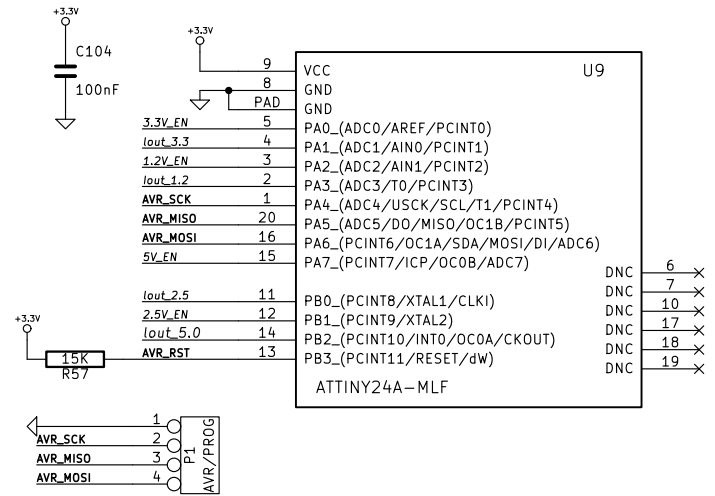 +3.3V
C104
100nF
+3.3V
U9
9 VCC
8 GND
PAD GND
3.3V_EN 5 PA0_(ADC0/AREF/PCINT0)
Iout_3.3 4 PA1_(ADC1/AIN0/PCINT1)
1.2V_EN 3 PA2_(ADC2/AIN1/PCINT2)
Iout_1.2 2 PA3_(ADC3/T0/PCINT3)
AVR_SCK 1 PA4_(ADC4/USCK/SCL/T1/PCINT4)
AVR_MISO 20 PA5_(ADC5/DO/MISO/OC1B/PCINT5)
AVR_MOSI 16 PA6_(PCINT6/OC1A/SDA/MOSI/DI/ADC6)
5V_EN 15 PA7_(PCINT7/ICP/OC0B/ADC7)
DNC 6
DNC 7
Iout_2.5 11 PB0_(PCINT8/XTAL1/CLKI)
DNC 10
2.5V_EN 12 PB1_(PCINT9/XTAL2)
DNC 17
Iout_5.0 14 PB2_(PCINT10/INT0/OC0A/CKOUT)
DNC 18
+3.3V
15K
R57
AVR_RST 13 PB3_(PCINT11/RESET/dW)
DNC 19
ATTINY24A-MLF
1
AVR_SCK 2
AVR_MISO 3
AVR_MOSI 4
P1
AVR/PROG